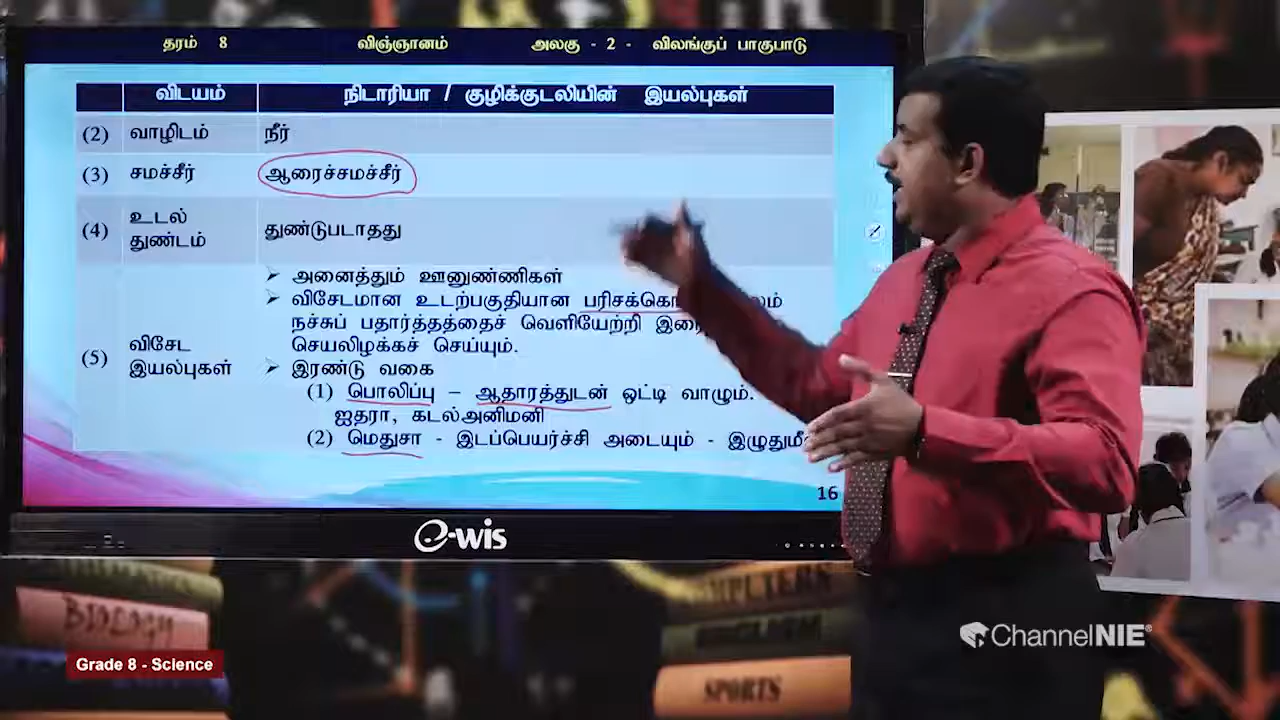 தரம் 8 விஞ்ஞானம் அலகு - 2 - விலங்குப் பாகுபாடு
விடயம் நிடாரியா / குழிக்குடலியின் இயல்புகள்
(2) வாழிடம் நீர்
(3) சமச்சீர் ஆரைச்சமச்சீர்
(4) உடல் துண்டம் துண்டுபடாதது
(5) விசேட இயல்புகள்
➢ அனைத்தும் ஊனுண்ணிகள்
➢ விசேடமான உடற்பகுதியான
நச்சுப் பதார்த்தத்தைச் வெளியேற்றி
செயலிழக்கச் செய்யும்.
➢ இரண்டு வகை
(1) பொலிப்பு – ஆதாரத்துடன் ஒட்டி வாழும்.
ஐதரா, கடல்அனிமனி
(2) மெதுசா - இடப்பெயர்ச்சி அடையும் -
16
e-wis
BIOLOGY
SPORTS
Grade 8 - Science
ChannelNIE